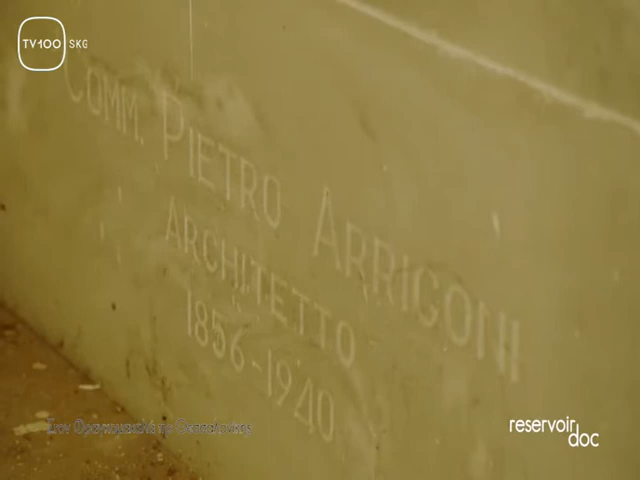 TV100 SKG
COMM. PIETRO ARRIGONI
ARCHITETTO
1856-1940
reservoir
doc